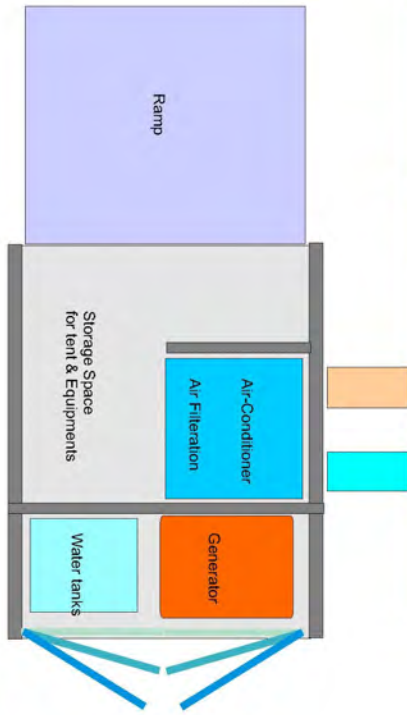 Ramp
Air-Conditioner
Air Filteration
Storage Space
for tent & Equipments
Generator
Water tanks